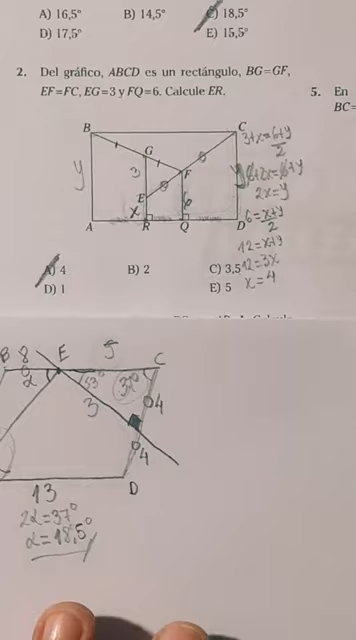 A) 16,5° B) 14,5° C) 18,5°
D) 17,5° E) 15,5°
2. Del gráfico, ABCD es un rectángulo, BG=GF,
EF=FC, EG=3 y FQ=6. Calcule ER.
5. En
BC=
B C
G
F
E
A R Q D
y 3 x 6
3+x=6+y
2
6+2x=6+y
2x=y
6=x+y
2
12=x+y
12=3x
x=4
y
A) 4 B) 2 C) 3,5
D) 1 E) 5
B 8 E 5 C
α 53° 37°
3 4
4
13 D
2α=37°
α=18,5°